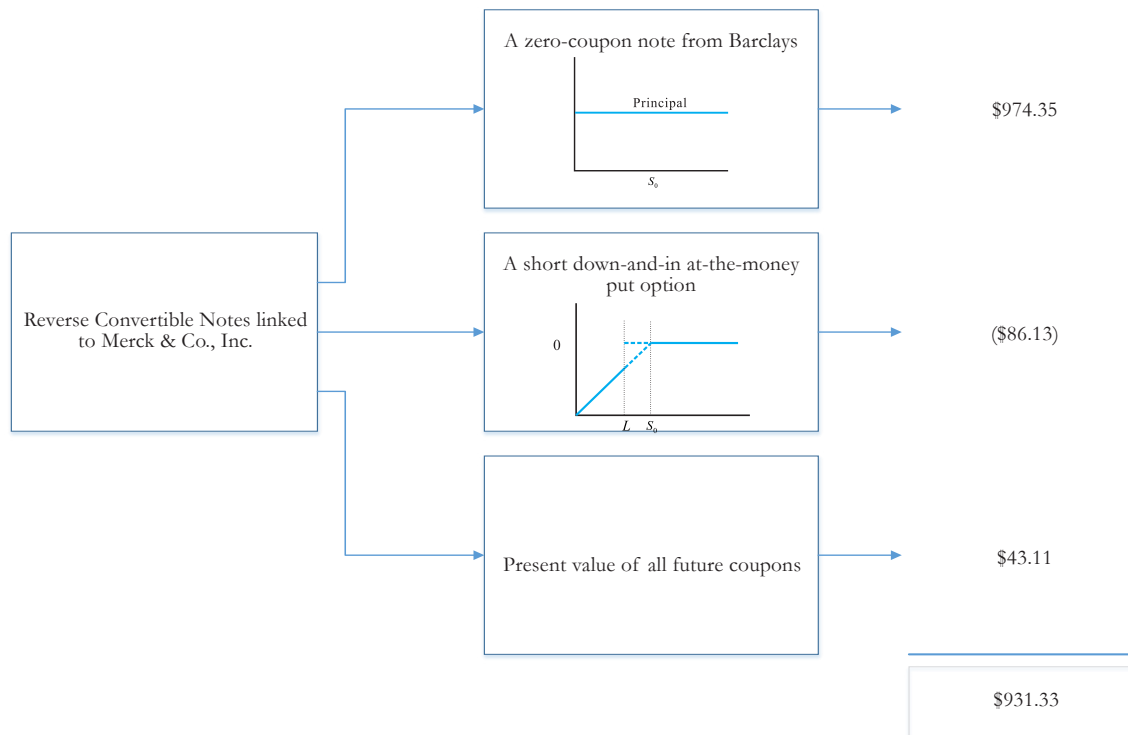 A zero-coupon note from Barclays
Principal
S₀
$974.35
Reverse Convertible Notes linked
to Merck & Co., Inc.
A short down-and-in at-the-money
put option
0
L S₀
($86.13)
Present value of all future coupons
$43.11
$931.33